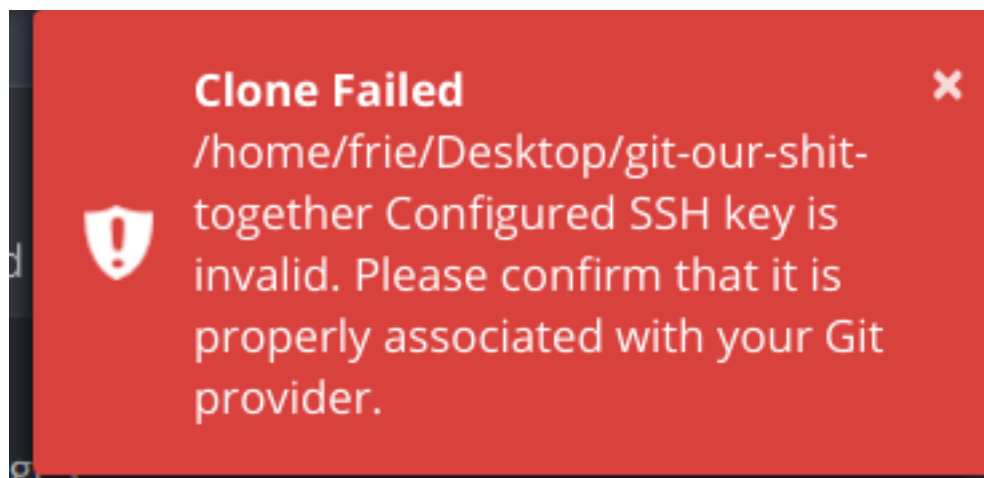 Clone Failed
/home/frie/Desktop/git-our-shit-
together Configured SSH key is
invalid. Please confirm that it is
properly associated with your Git
provider.